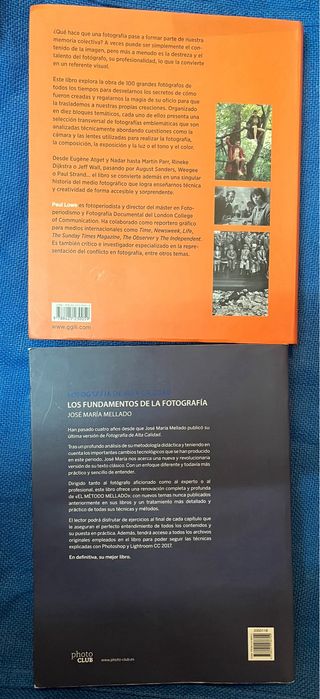 ¿Qué hace que una fotografía pase a formar parte de nuestra
memoria colectiva? A veces puede ser simplemente el con-
tenido de la imagen, pero más a menudo es la destreza y el
talento del fotógrafo, su profesionalidad, lo que la convierte
en un referente visual.
Este libro explora la obra de 100 grandes fotógrafos de
todos los tiempos para desvelarnos los secretos de cómo
fueron creadas y regalarnos la magia de su oficio para que
la traslademos a nuestras propias creaciones. Organizado
en diez bloques temáticos, cada uno de ellos presenta una
selección transversal de fotografías emblemáticas que son
analizadas técnicamente abordando cuestiones como la
cámara y las lentes utilizadas para realizar la fotografía,
la composición, la exposición y la luz o el tono y el color.
Desde Eugène Atget y Nadar hasta Martin Parr, Rineke
Dijkstra o Jeff Wall, pasando por August Sanders, Weegee
o Paul Strand... el libro se convierte además en una singular
historia del medio fotográfico que logra enseñarnos técnica
y creatividad de forma accesible y sorprendente.
Paul Lowe es fotoperiodista y director del máster en Foto-
periodismo y Fotografía Documental del London College
of Communication. Ha colaborado como reportero gráfico
para medios internacionales como Time, Newsweek, Life,
The Sunday Times Magazine, The Observer y The Independent.
Es también crítico e investigador especializado en la repre-
sentación del conflicto en fotografía, entre otros temas.
www.ggili.com
LOS FUNDAMENTOS DE LA FOTOGRAFÍA
JOSÉ MARÍA MELLADO
Han pasado cuatro años desde que José María Mellado publicó su
última versión de Fotografía de Alta Calidad.
Tras un profundo análisis de su metodología didáctica y teniendo en
cuenta los importantes cambios tecnológicos que se han producido
en este periodo, José María nos acerca una nueva y revolucionaria
versión de su texto clásico. Con un enfoque diferente y todavía más
práctico y sencillo de entender.
Dirigido tanto al fotógrafo aficionado como al experto o al
profesional, este libro ofrece una renovación completa y profunda
de «EL MÉTODO MELLADO»; con nuevos temas nunca publicados
anteriormente en sus libros y un tratamiento más detallado y
práctico de todas sus técnicas y métodos.
El lector podrá disfrutar de ejercicios al final de cada capítulo que
le aseguran el perfecto entendimiento de todos los contenidos y
su puesta en práctica. Además, tendrá acceso a todos los archivos
originales empleados en el libro para poder seguir las técnicas
explicadas con Photoshop y Lightroom CC 2017.
En definitiva, su mejor libro.
photo
CLUB
www.photo-club.es